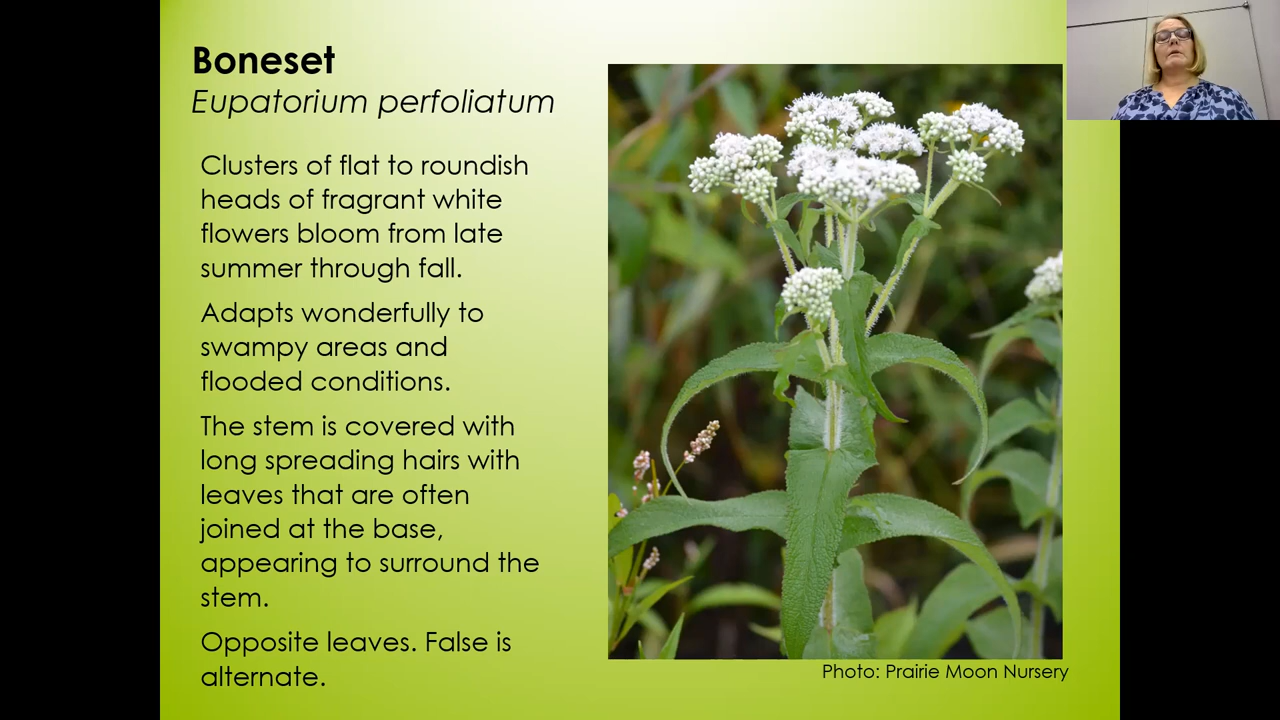 Boneset
Eupatorium perfoliatum
Clusters of flat to roundish
heads of fragrant white
flowers bloom from late
summer through fall.
Adapts wonderfully to
swampy areas and
flooded conditions.
The stem is covered with
long spreading hairs with
leaves that are often
joined at the base,
appearing to surround the
stem.
Opposite leaves. False is
alternate.
Photo: Prairie Moon Nursery